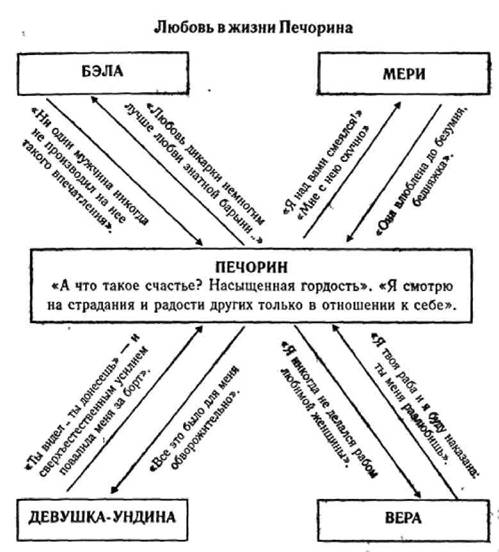 Любовь в жизни Печорина
БЭЛА
МЕРИ
«Ни один мужчина никогда
не производил на нее
такого впечатления».
«Любовь дикарки немногим
лучше любви знатной барыни...»
«Я над вами смеялся!»
«Мне с нею скучно»
«Она влюблена до безумия,
бедняжка».
ПЕЧОРИН
«А что такое счастье? Насыщенная гордость». «Я смотрю
на страдания и радости других только в отношении к себе».
«Ты видел — ты донесешь» — и
сверхъестественным усилием
повалила меня за борт».
«Все это было для меня
обворожительно».
«Я никогда не делался рабом
любимой женщины».
«Я твоя раба и я буду наказана:
ты меня разлюбишь».
ДЕВУШКА-УНДИНА
ВЕРА